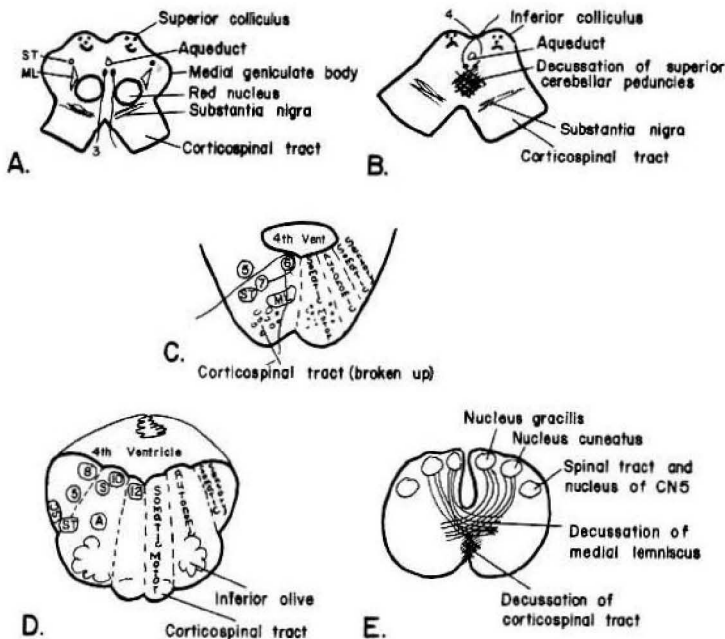 Superior colliculus
ST
Aqueduct
ML
Medial geniculate body
Red nucleus
Substantia nigra
Corticospinal tract
3
A.
4
Inferior colliculus
Aqueduct
Decussation of superior
cerebellar peduncies
Substantia nigra
Corticospinal tract
B.
4th Vent
5
6
7
ST
ML
Corticospinal tract (broken up)
C.
4th Ventricle
8
5
S
10
12
ST
A
Somatic Motor
Inferior olive
Corticospinal tract
D.
Nucleus gracilis
Nucleus cuneatus
Spinal tract and
nucleus of CN5
Decussation of
medial lemniscus
Decussation of
corticospinal tract
E.